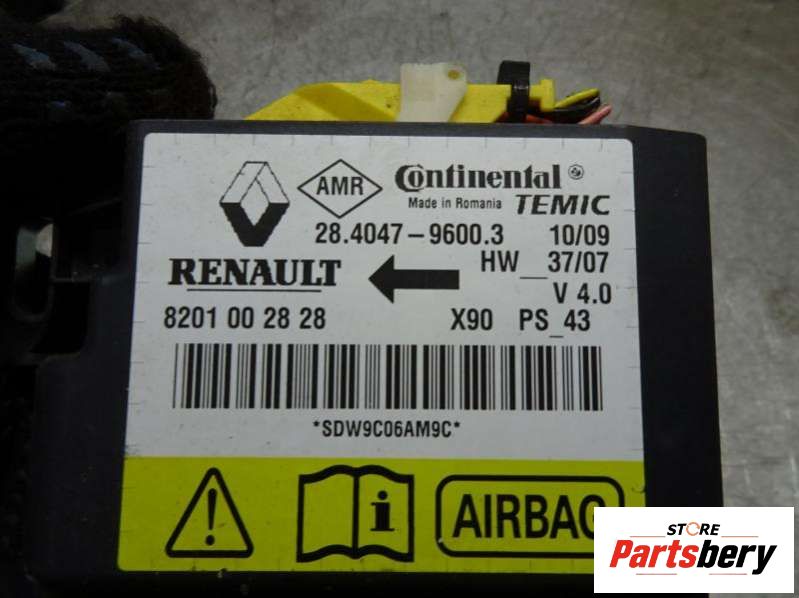 AMR Continental
Made in Romania TEMIC
28.4047-9600.3 10/09
RENAULT HW__37/07
V 4.0
8201 00 28 28 X90 PS_43
*SDW9C06AM9C*
i AIRBAG
STORE
Partsbery